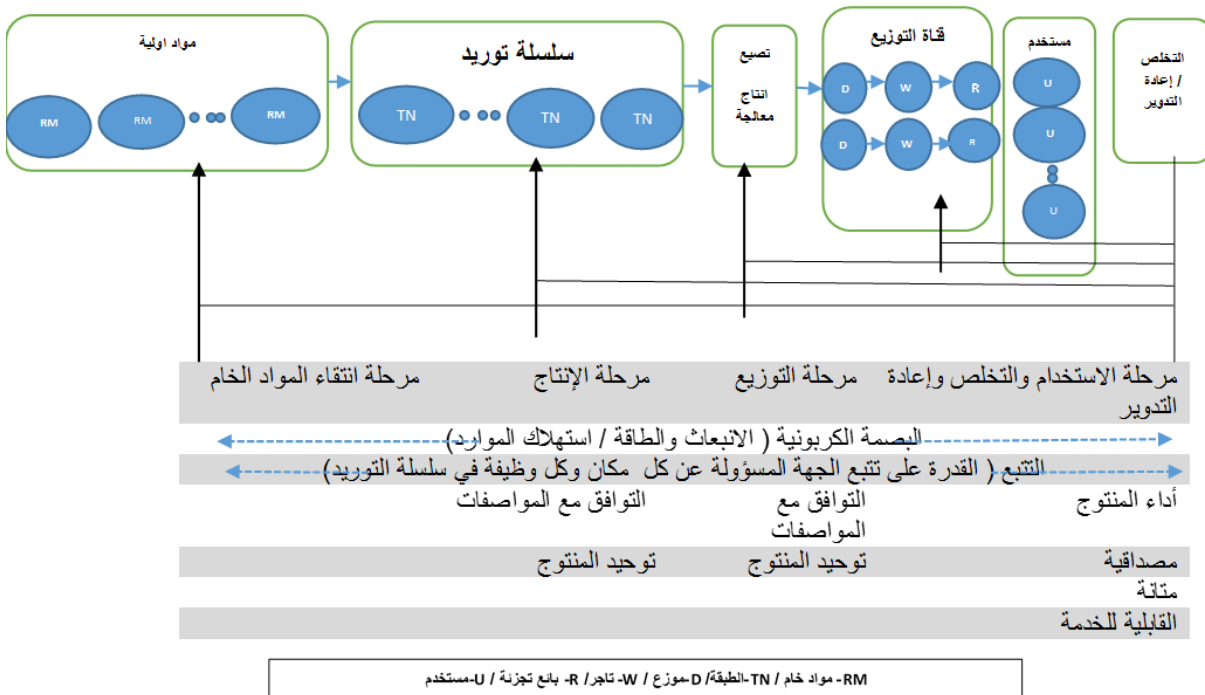 مواد اولية
RM
RM
RM
سلسلة توريد
TN
TN
TN
تصيع
انتاج
معالجة
قناة التوزيع
D
W
R
D
W
R
مستخدم
U
U
U
التخلص
/ إعادة
التدوير
مرحلة انتقاء المواد الخام
مرحلة الإنتاج
مرحلة التوزيع
مرحلة الاستخدام والتخلص وإعادة
التدوير
البصمة الكربونية ( الانبعاث والطاقة / استهلاك الموارد)
التتبع ( القدرة على تتبع الجهة المسؤولة عن كل مكان وكل وظيفة في سلسلة التوريد)
أداء المنتوج
التوافق مع
المواصفات
التوافق مع المواصفات
مصداقية
توحيد المنتوج
توحيد المنتوج
متانة
القابلية للخدمة
RM- مواد خام / TN-الطبقة/ D-موزع / W- تاجر/ R- بائع تجزئة / U-مستخدم